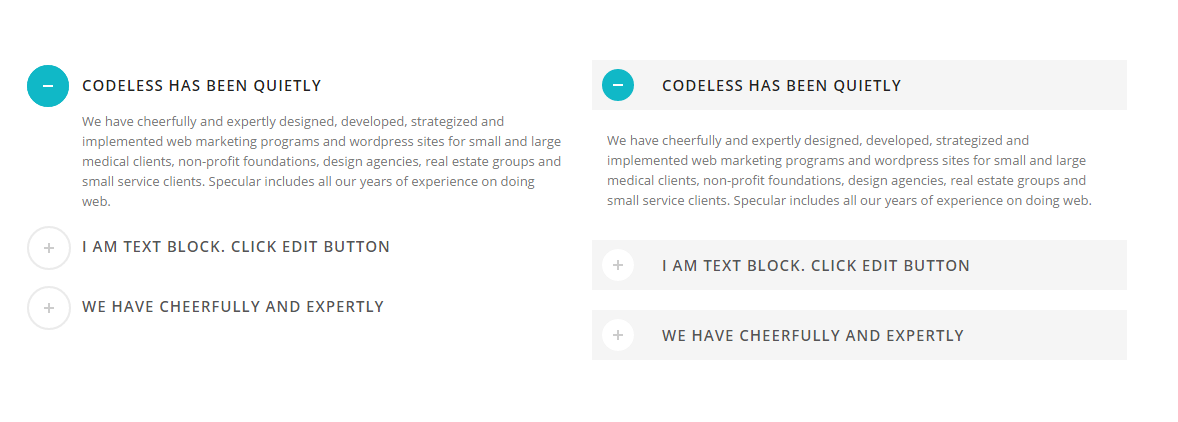 CODELESS HAS BEEN QUIETLY
We have cheerfully and expertly designed, developed, strategized and
implemented web marketing programs and wordpress sites for small and large
medical clients, non-profit foundations, design agencies, real estate groups and
small service clients. Specular includes all our years of experience on doing
web.
I AM TEXT BLOCK. CLICK EDIT BUTTON
WE HAVE CHEERFULLY AND EXPERTLY
CODELESS HAS BEEN QUIETLY
We have cheerfully and expertly designed, developed, strategized and
implemented web marketing programs and wordpress sites for small and large
medical clients, non-profit foundations, design agencies, real estate groups and
small service clients. Specular includes all our years of experience on doing web.
I AM TEXT BLOCK. CLICK EDIT BUTTON
WE HAVE CHEERFULLY AND EXPERTLY